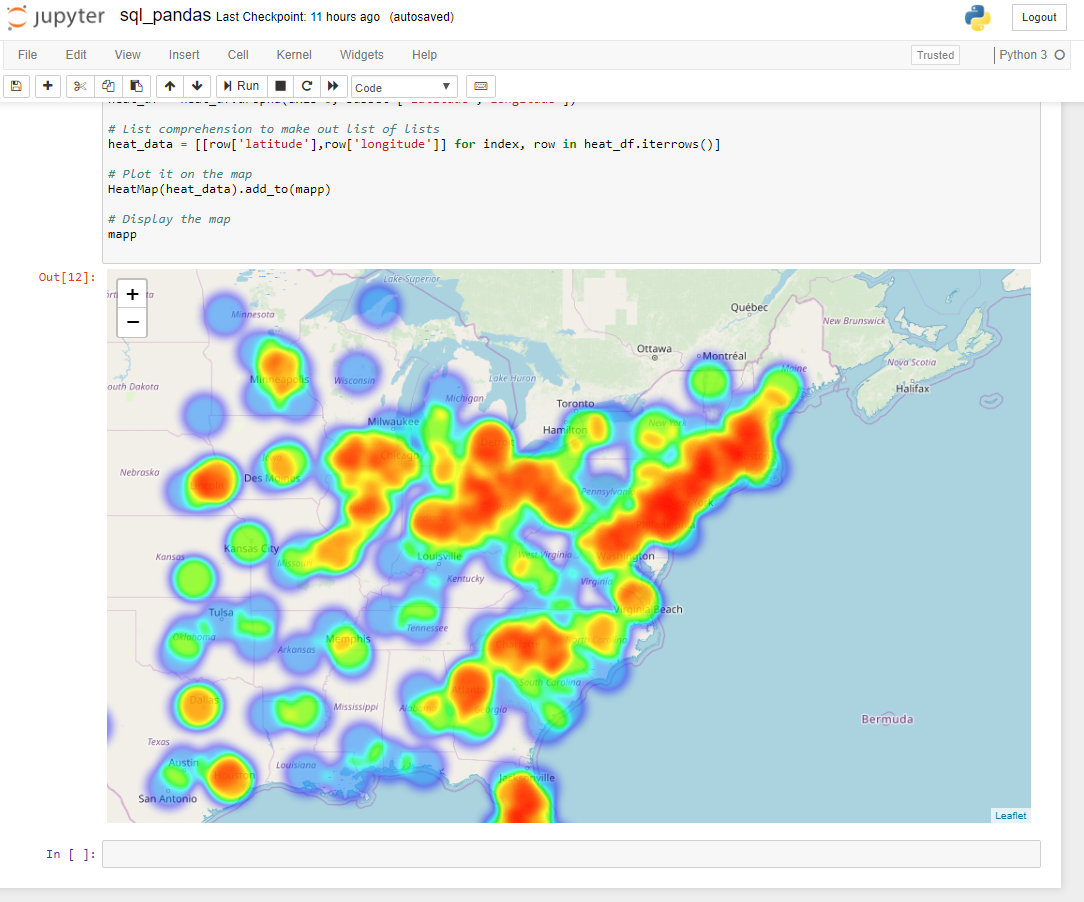 jupyter sql_pandas Last Checkpoint: 11 hours ago (autosaved)
Logout
File Edit View Insert Cell Kernel Widgets Help
Trusted
Python 3
Run
Code
# List comprehension to make out list of lists
heat_data = [[row['latitude'],row['longitude']] for index, row in heat_df.iterrows()]
# Plot it on the map
HeatMap(heat_data).add_to(mapp)
# Display the map
mapp
Out[12]:
+
−
Lake Superior
Minnesota
Québec
New Brunswick
Ottawa
Montréal
Nova Scotia
Halifax
Maine
Minneapolis
Wisconsin
Lake Huron
outh Dakota
Michigan
Toronto
Milwaukee
Hamilton
New York
Chicago
Nebraska
Des Moines
Pennsylvania
Kansas City
Washington
Kansas
Louisville
West Virginia
Missouri
Kentucky
Virginia
Tulsa
Virginia Beach
Tennessee
Oklahoma
Memphis
Arkansas
South Carolina
Dallas
Mississippi
Alabama
Georgia
Bermuda
Texas
Austin
Louisiana
Houston
Jacksonville
San Antonio
Leaflet
In [ ]: